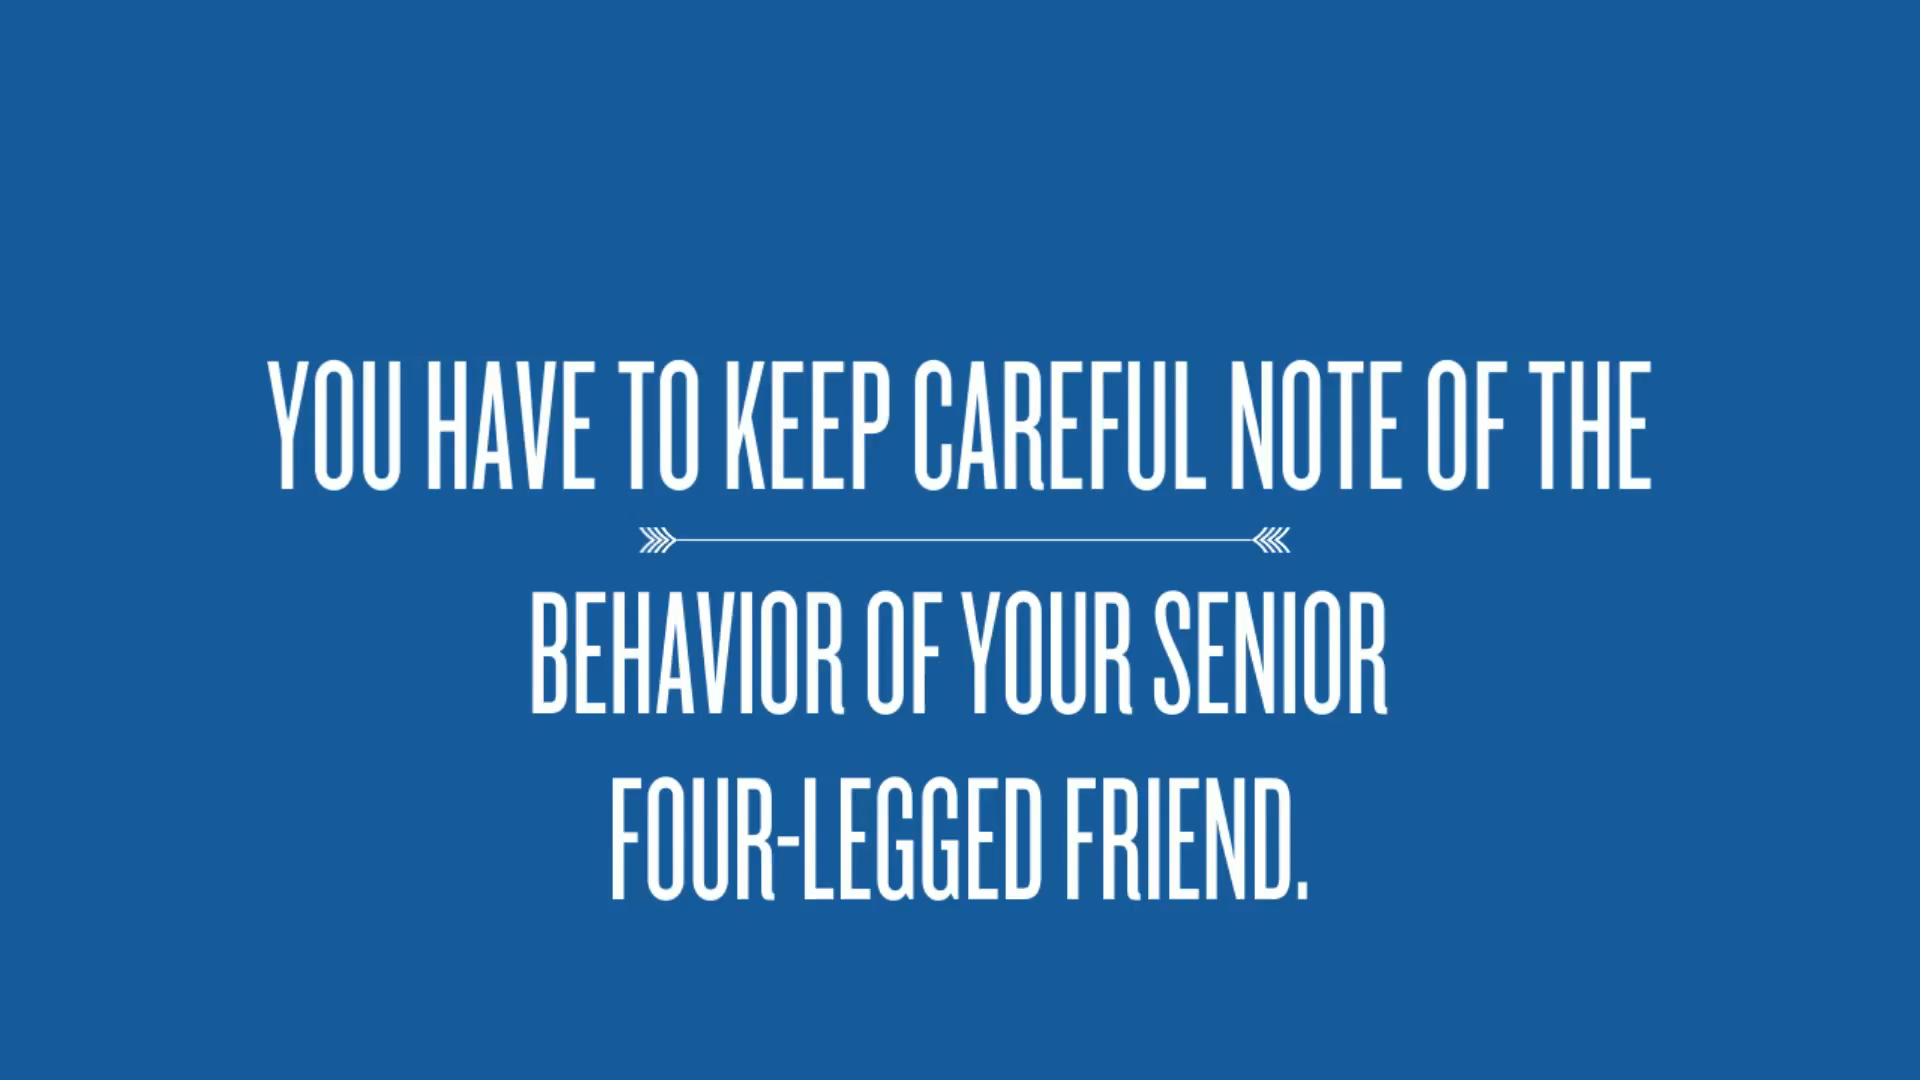 YOU HAVE TO KEEP CAREFUL NOTE OF THE
BEHAVIOR OF YOUR SENIOR
FOUR-LEGGED FRIEND.